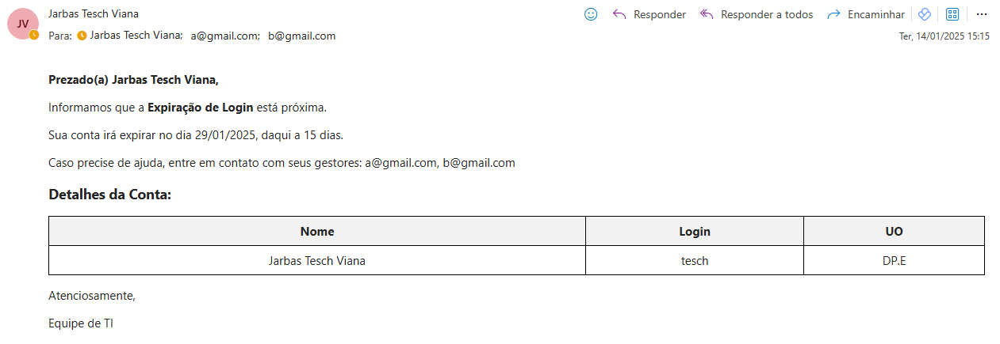 JV
Jarbas Tesch Viana
Responder
Responder a todos
Encaminhar
Para: Jarbas Tesch Viana; a@gmail.com; b@gmail.com
Ter, 14/01/2025 15:15
Prezado(a) Jarbas Tesch Viana,
Informamos que a Expiração de Login está próxima.
Sua conta irá expirar no dia 29/01/2025, daqui a 15 dias.
Caso precise de ajuda, entre em contato com seus gestores: a@gmail.com, b@gmail.com
Detalhes da Conta:
Nome Login UO
Jarbas Tesch Viana tesch DP.E
Atenciosamente,
Equipe de TI